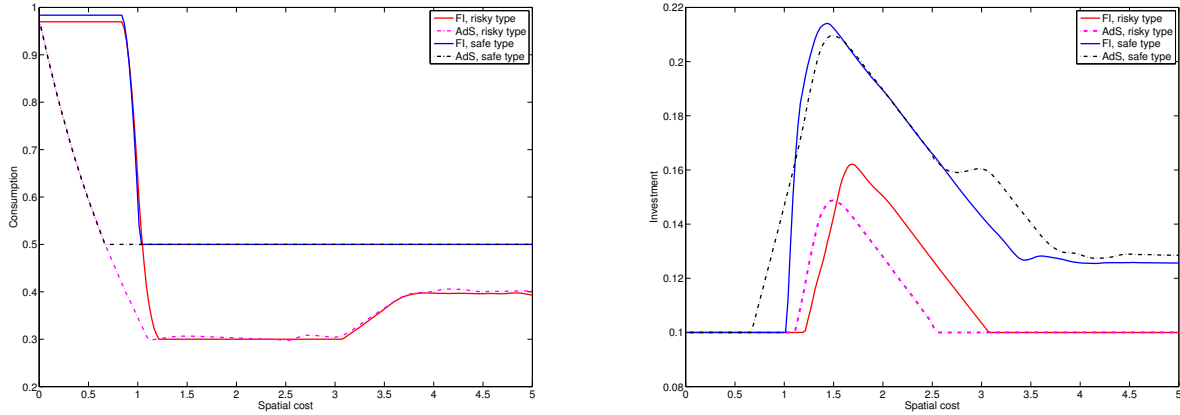 1
0.9
0.8
0.7
0.6
0.5
0.4
0.3
0.2
Consumption
0 0.5 1 1.5 2 2.5 3 3.5 4 4.5 5
Spatial cost
FI, risky type
AdS, risky type
FI, safe type
AdS, safe type
0.22
0.2
0.18
0.16
0.14
0.12
0.1
0.08
Investment
0 0.5 1 1.5 2 2.5 3 3.5 4 4.5 5
Spatial cost
FI, risky type
AdS, risky type
FI, safe type
AdS, safe type